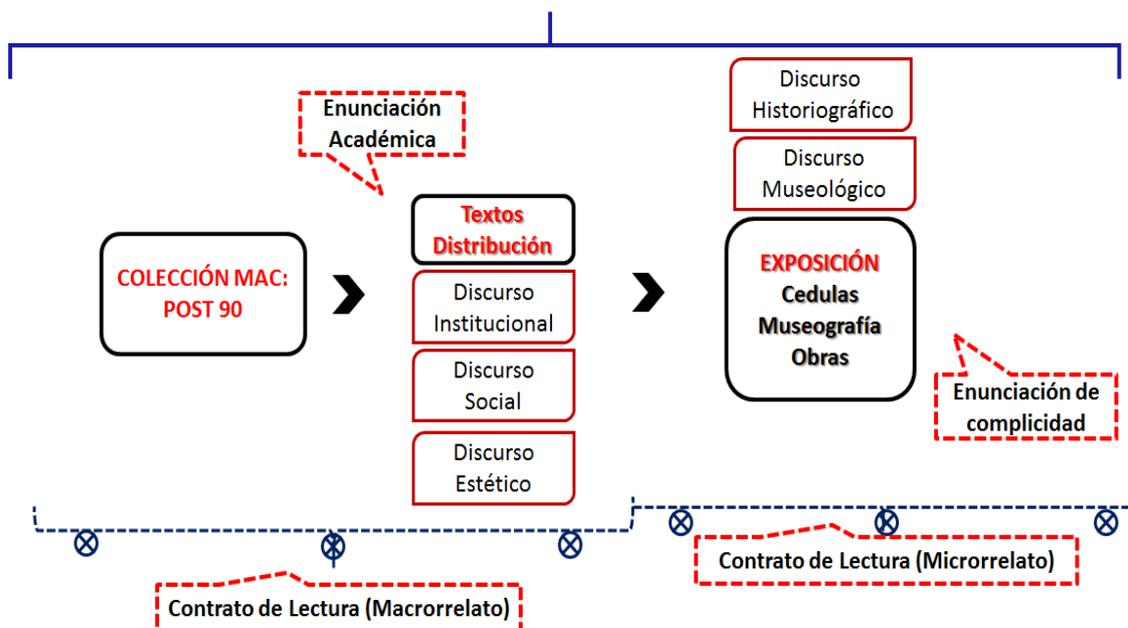 Enunciación
Académica
COLECCIÓN MAC:
POST 90
Textos
Distribución
Discurso
Institucional
Discurso
Social
Discurso
Estético
Discurso
Historiográfico
Discurso
Museológico
EXPOSICIÓN
Cedulas
Museografía
Obras
Enunciación de
complicidad
Contrato de Lectura (Macrorrelato)
Contrato de Lectura (Microrrelato)